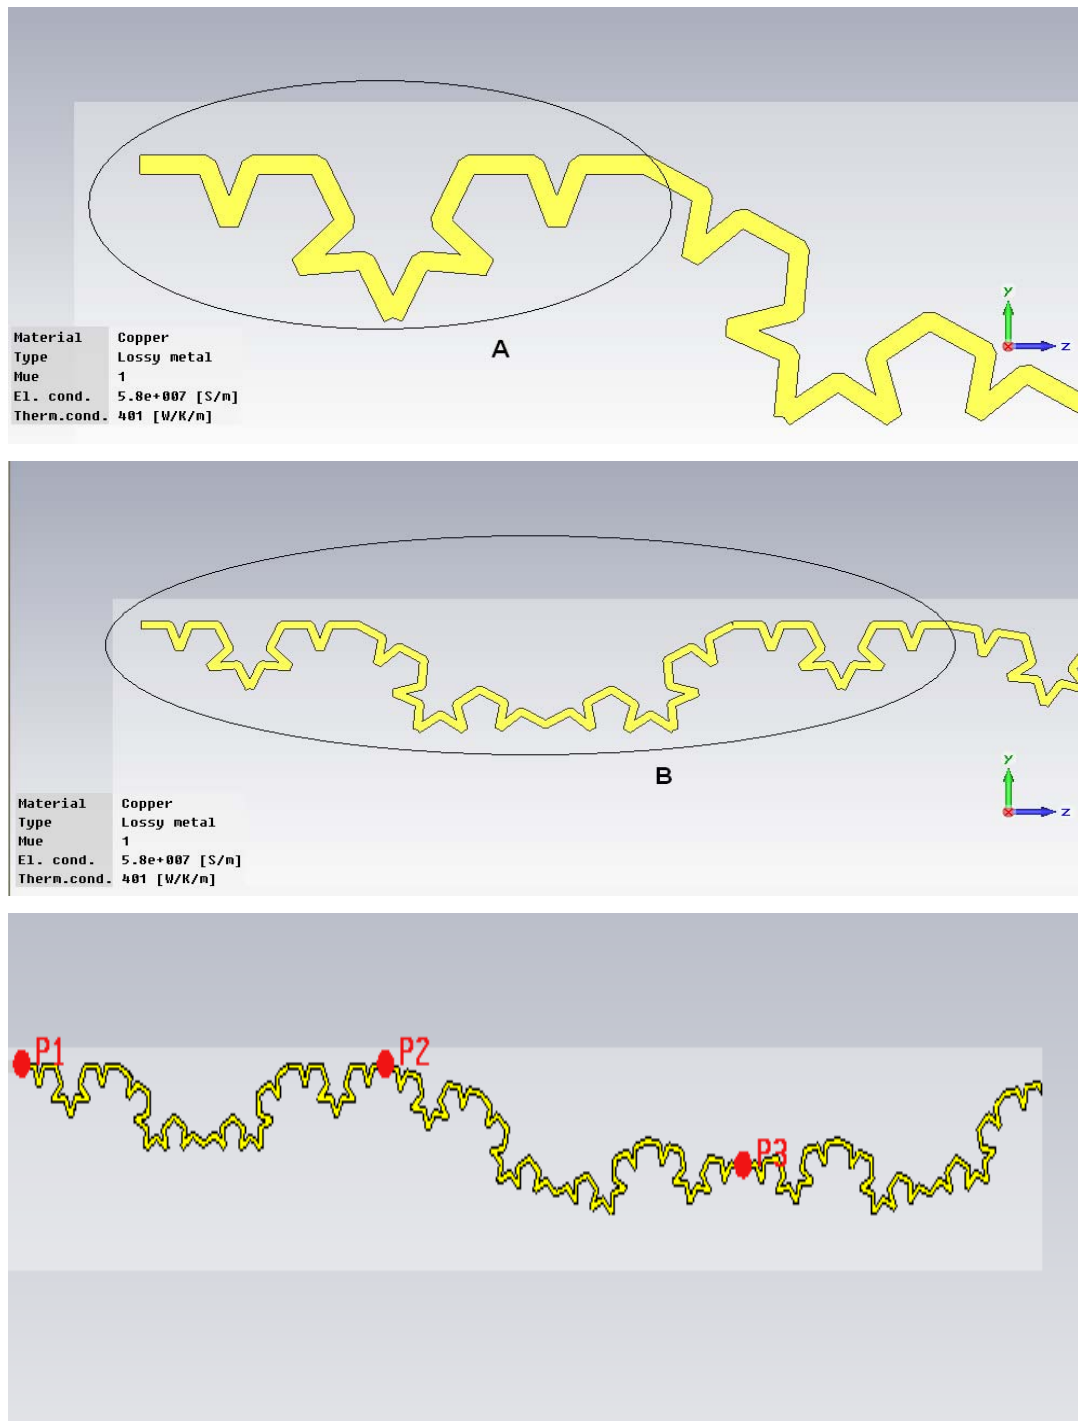 A
y
z
Material Copper
Type Lossy metal
Mue 1
El. cond. 5.8e+007 [S/m]
Therm.cond. 401 [W/K/m]
B
y
z
Material Copper
Type Lossy metal
Mue 1
El. cond. 5.8e+007 [S/m]
Therm.cond. 401 [W/K/m]
P1
P2
P3